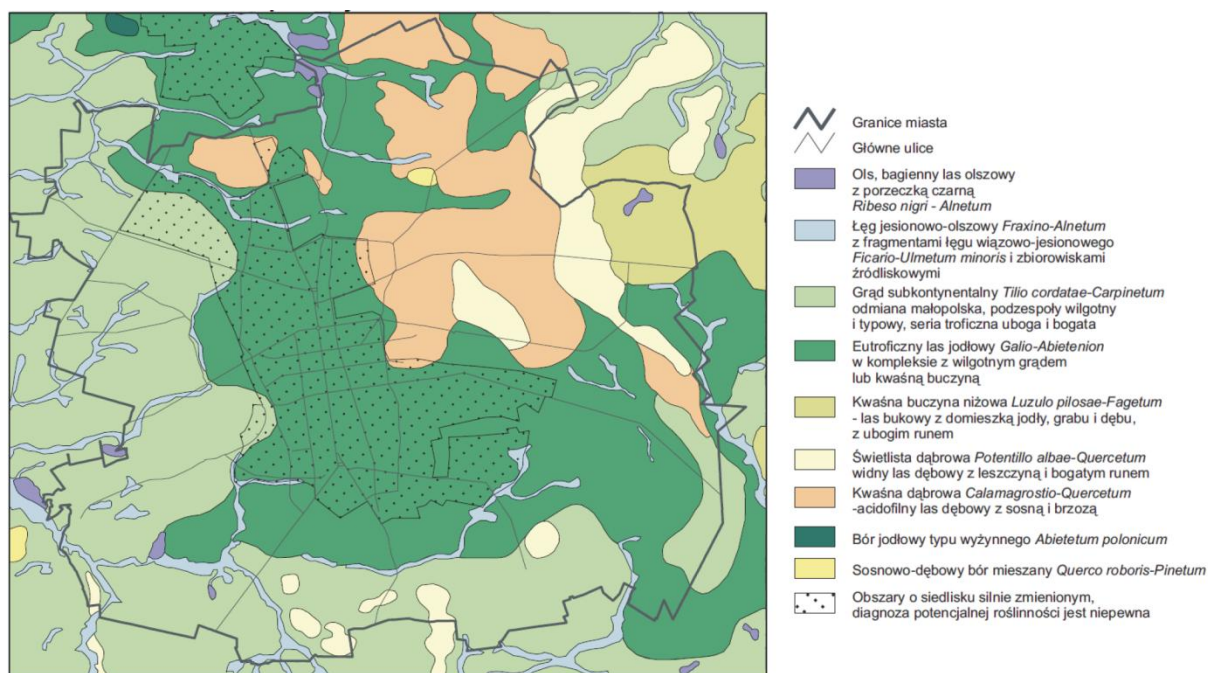 Granice miasta
Główne ulice
Ols, bagienny las olszowy
z porzeczką czarną
Ribeso nigri - Alnetum
Łęg jesionowo-olszowy Fraxino-Alnetum
z fragmentami łęgu wiązowo-jesionowego
Ficario-Ulmetum minoris i zbiorowiskami
źródliskowymi
Grąd subkontynentalny Tilio cordatae-Carpinetum
odmiana małopolska, podzespoły wilgotny
i typowy, seria troficzna uboga i bogata
Eutroficzny las jodłowy Galio-Abietenion
w kompleksie z wilgotnym grądem
lub kwaśną buczyną
Kwaśna buczyna niżowa Luzulo pilosae-Fagetum
- las bukowy z domieszką jodły, grabu i dębu,
z ubogim runem
Świetlista dąbrowa Potentillo albae-Quercetum
widny las dębowy z leszczyną i bogatym runem
Kwaśna dąbrowa Calamagrostio-Quercetum
-acidofilny las dębowy z sosną i brzozą
Bór jodłowy typu wyżynnego Abietetum polonicum
Sosnowo-dębowy bór mieszany Querco roboris-Pinetum
Obszary o siedlisku silnie zmienionym,
diagnoza potencjalnej roślinności jest niepewna